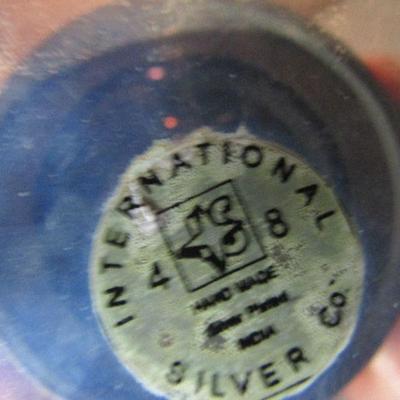 INTERNATIONAL
4 8
HAND MADE
Silver Plated
INDIA
SILVER CO.